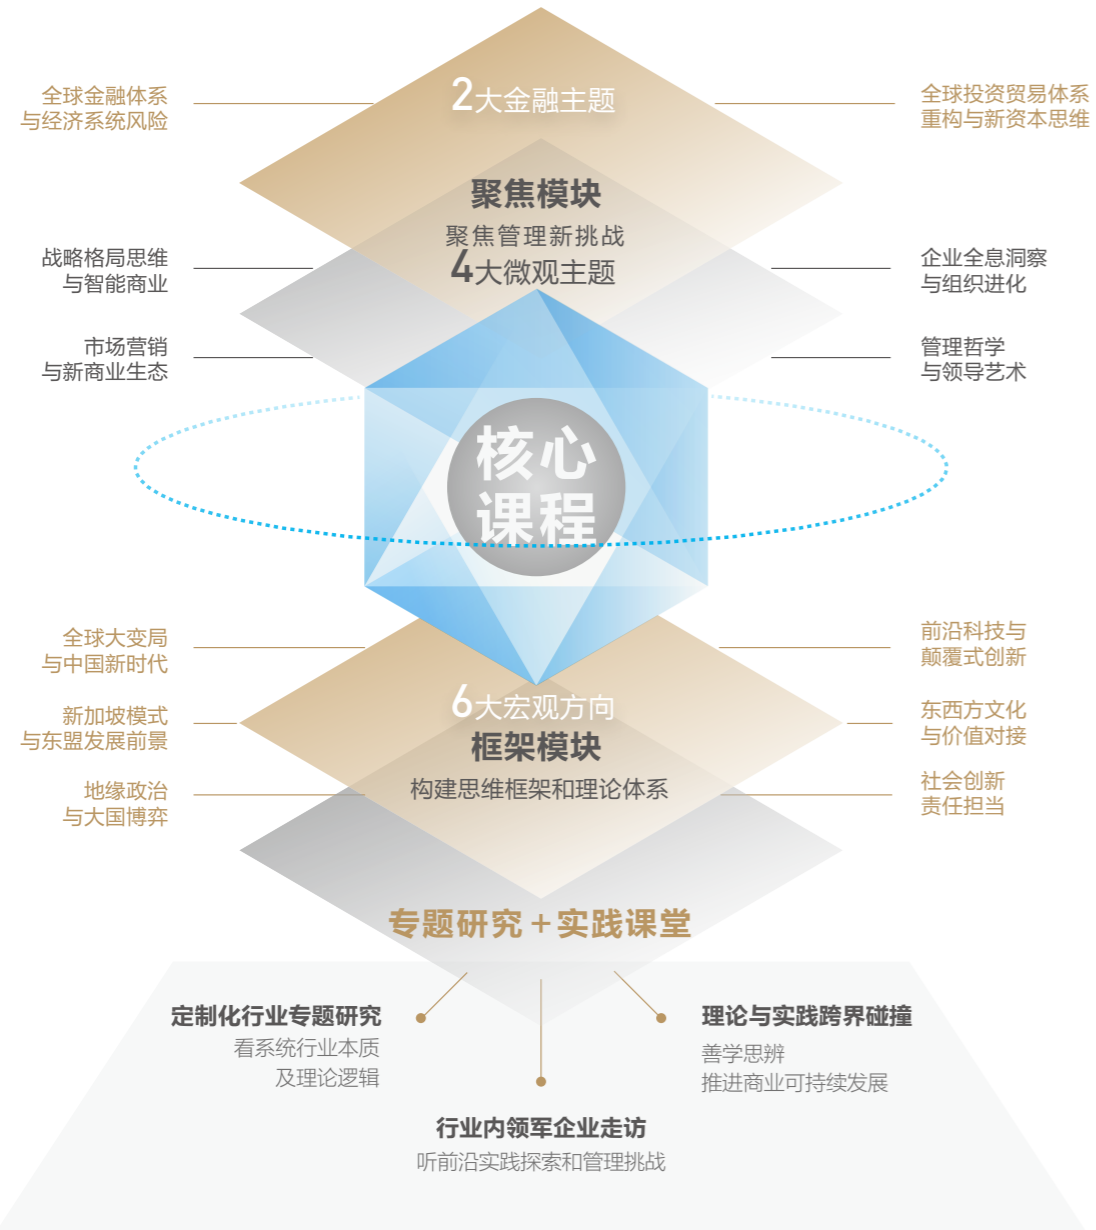 2大金融主题
全球金融体系
与经济系统风险
全球投资贸易体系
重构与新资本思维
聚焦模块
聚焦管理新挑战
4大微观主题
战略格局思维
与智能商业
企业全息洞察
与组织进化
市场营销
与新商业生态
管理哲学
与领导艺术
核心
课程
全球大变局
与中国新时代
前沿科技与
颠覆式创新
6大宏观方向
框架模块
构建思维框架和理论体系
新加坡模式
与东盟发展前景
东西方文化
与价值对接
地缘政治
与大国博弈
社会创新
责任担当
专题研究＋实践课堂
定制化行业专题研究
看系统行业本质
及理论逻辑
理论与实践跨界碰撞
善学思辨
推进商业可持续发展
行业内领军企业走访
听前沿实践探索和管理挑战